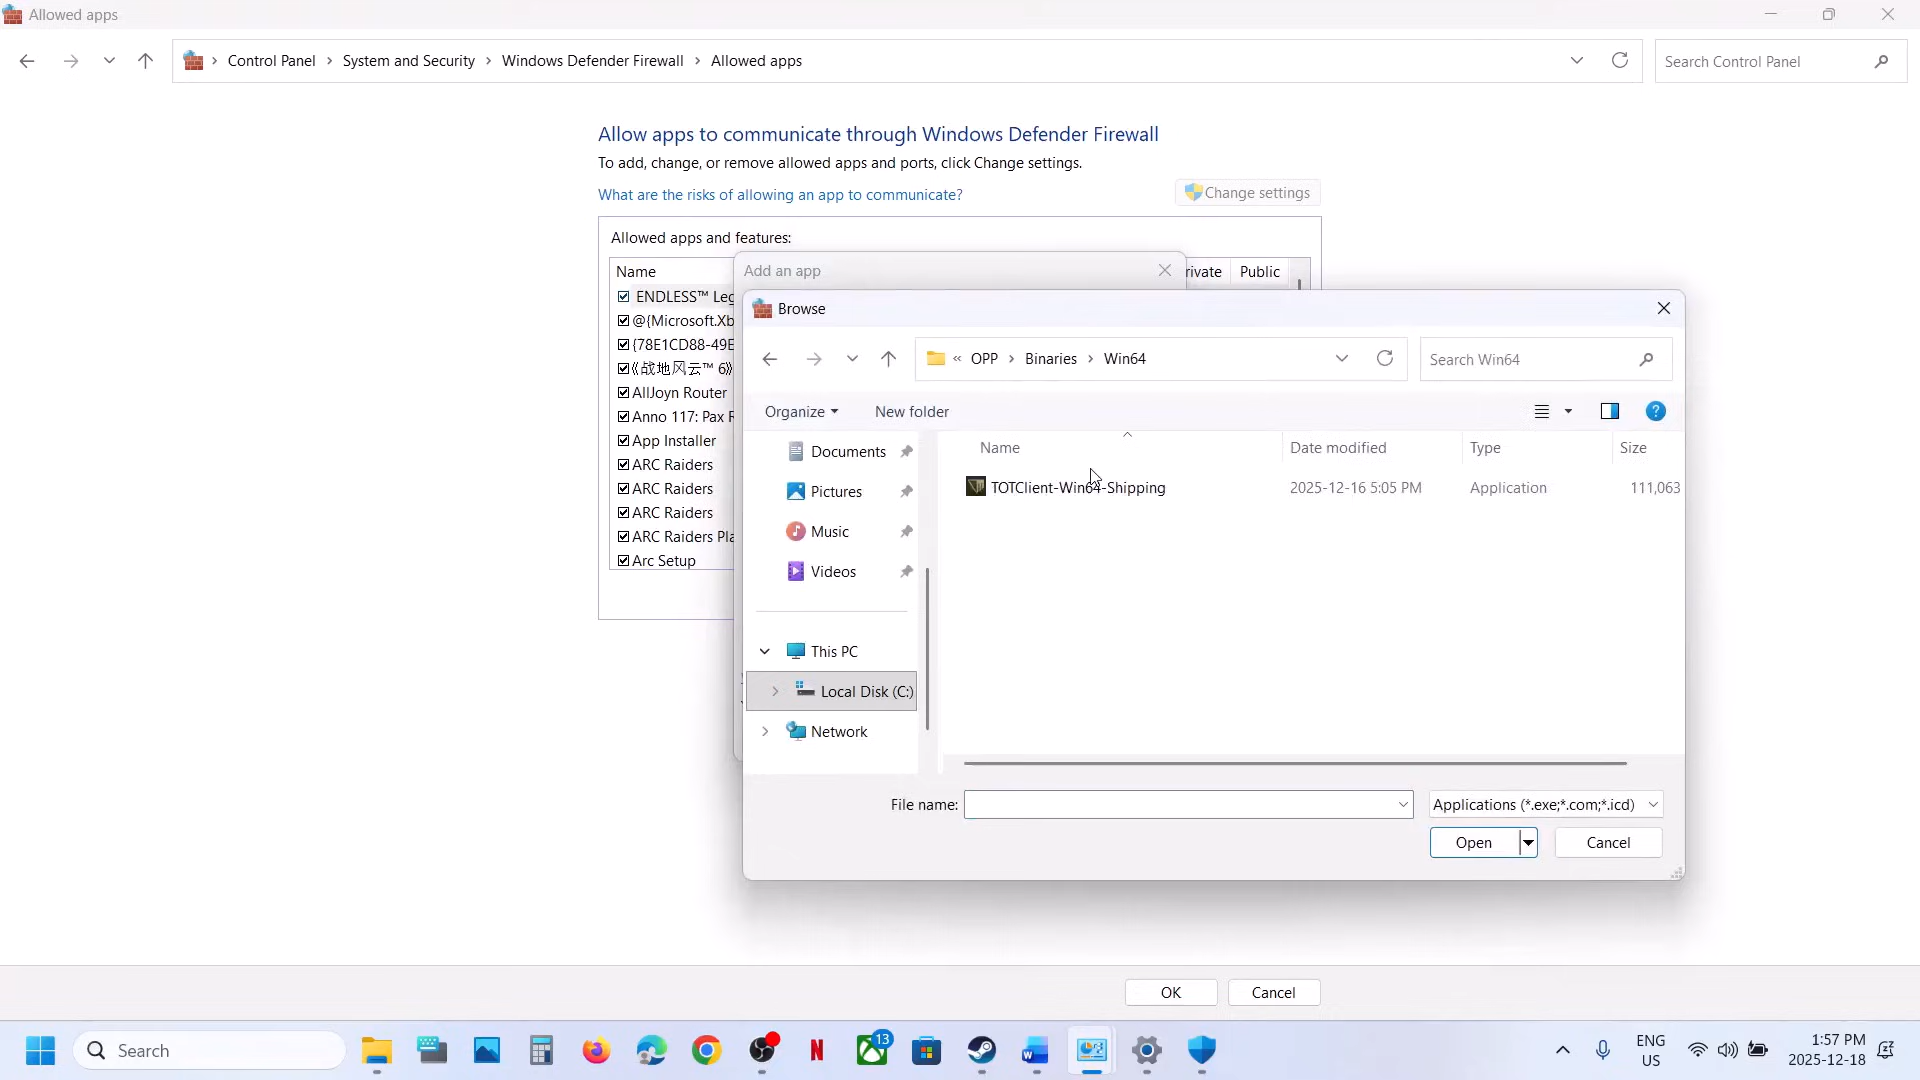 Allowed apps
Control Panel > System and Security > Windows Defender Firewall > Allowed apps
Search Control Panel
Allow apps to communicate through Windows Defender Firewall
To add, change, or remove allowed apps and ports, click Change settings.
What are the risks of allowing an app to communicate?
Change settings
Allowed apps and features:
Name
rivate
Public
ENDLESS™ Leg
@{Microsoft.Xb
{78E1CD88-49E
《战地风云™ 6》
AllJoyn Router
Anno 117: Pax R
App Installer
ARC Raiders
ARC Raiders
ARC Raiders
ARC Raiders Pla
Arc Setup
Add an app
Browse
« OPP > Binaries > Win64
Search Win64
Organize
New folder
Documents
Pictures
Music
Videos
This PC
Local Disk (C:)
Network
Name
Date modified
Type
Size
TOTClient-Win64-Shipping
2025-12-16 5:05 PM
Application
111,063
File name:
Applications (*.exe;*.com;*.icd)
Open
Cancel
OK
Cancel
Search
13
ENG
US
1:57 PM
2025-12-18